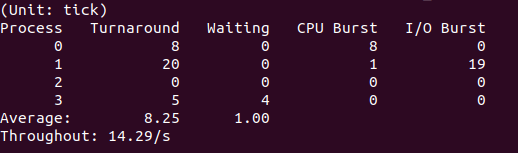 (Unit: tick)
Process Turnaround Waiting CPU Burst I/O Burst
0 8 0 8 0
1 20 0 1 19
2 0 0 0 0
3 5 4 0 0
Average: 8.25 1.00
Throughout: 14.29/s